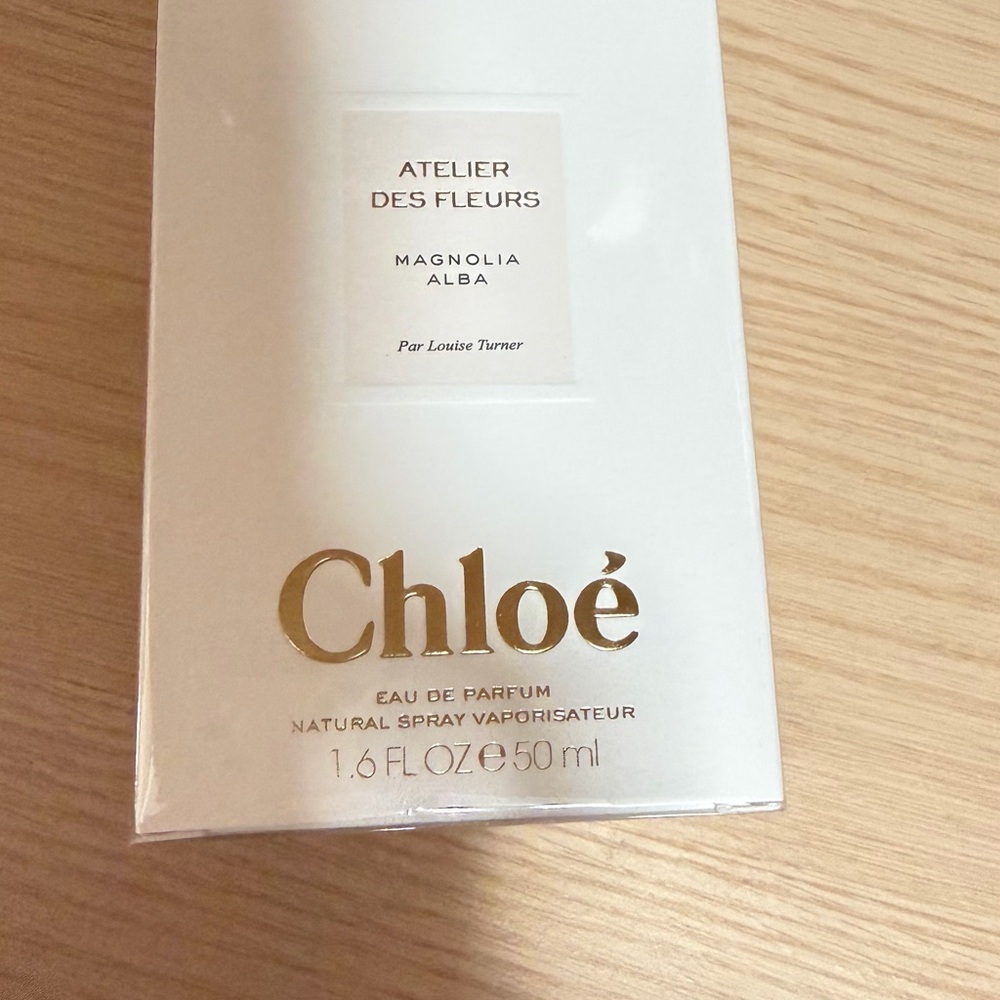 ATELIER
DES FLEURS
MAGNOLIA
ALBA
Par Louise Turner
Chloé
EAU DE PARFUM
NATURAL SPRAY VAPORISATEUR
1.6 FL OZ ℮ 50 ml